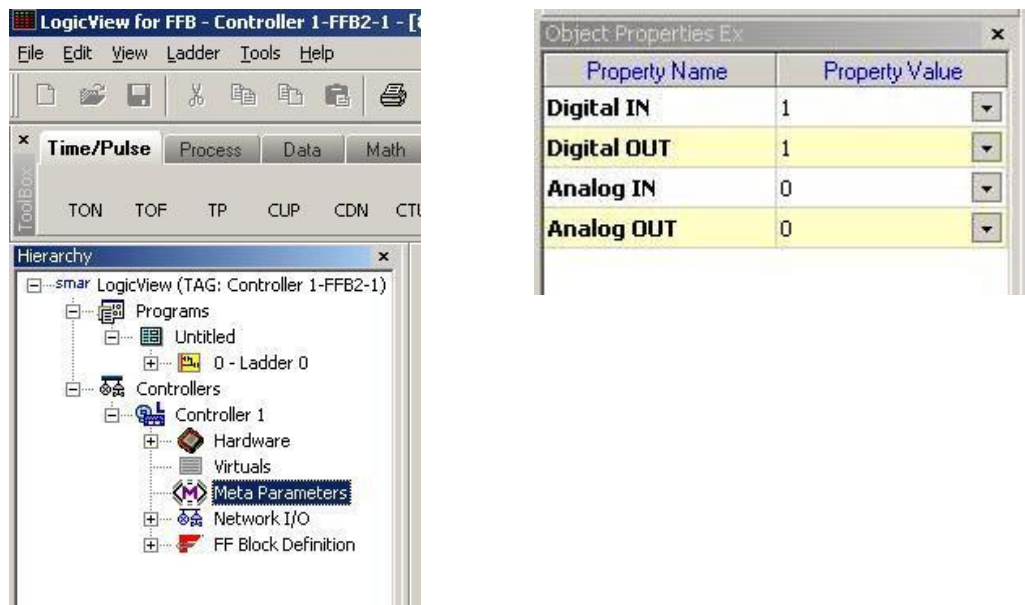 LogicView for FFB - Controller 1-FFB2-1 - [
File Edit View Ladder Tools Help
Time/Pulse Process Data Math
ToolBox
TON TOF TP CUP CDN CTU
Hierarchy
smar LogicView (TAG: Controller 1-FFB2-1)
Programs
Untitled
0 - Ladder 0
Controllers
Controller 1
Hardware
Virtuals
Meta Parameters
Network I/O
FF Block Definition
Object Properties Ex
Property Name Property Value
Digital IN 1
Digital OUT 1
Analog IN 0
Analog OUT 0